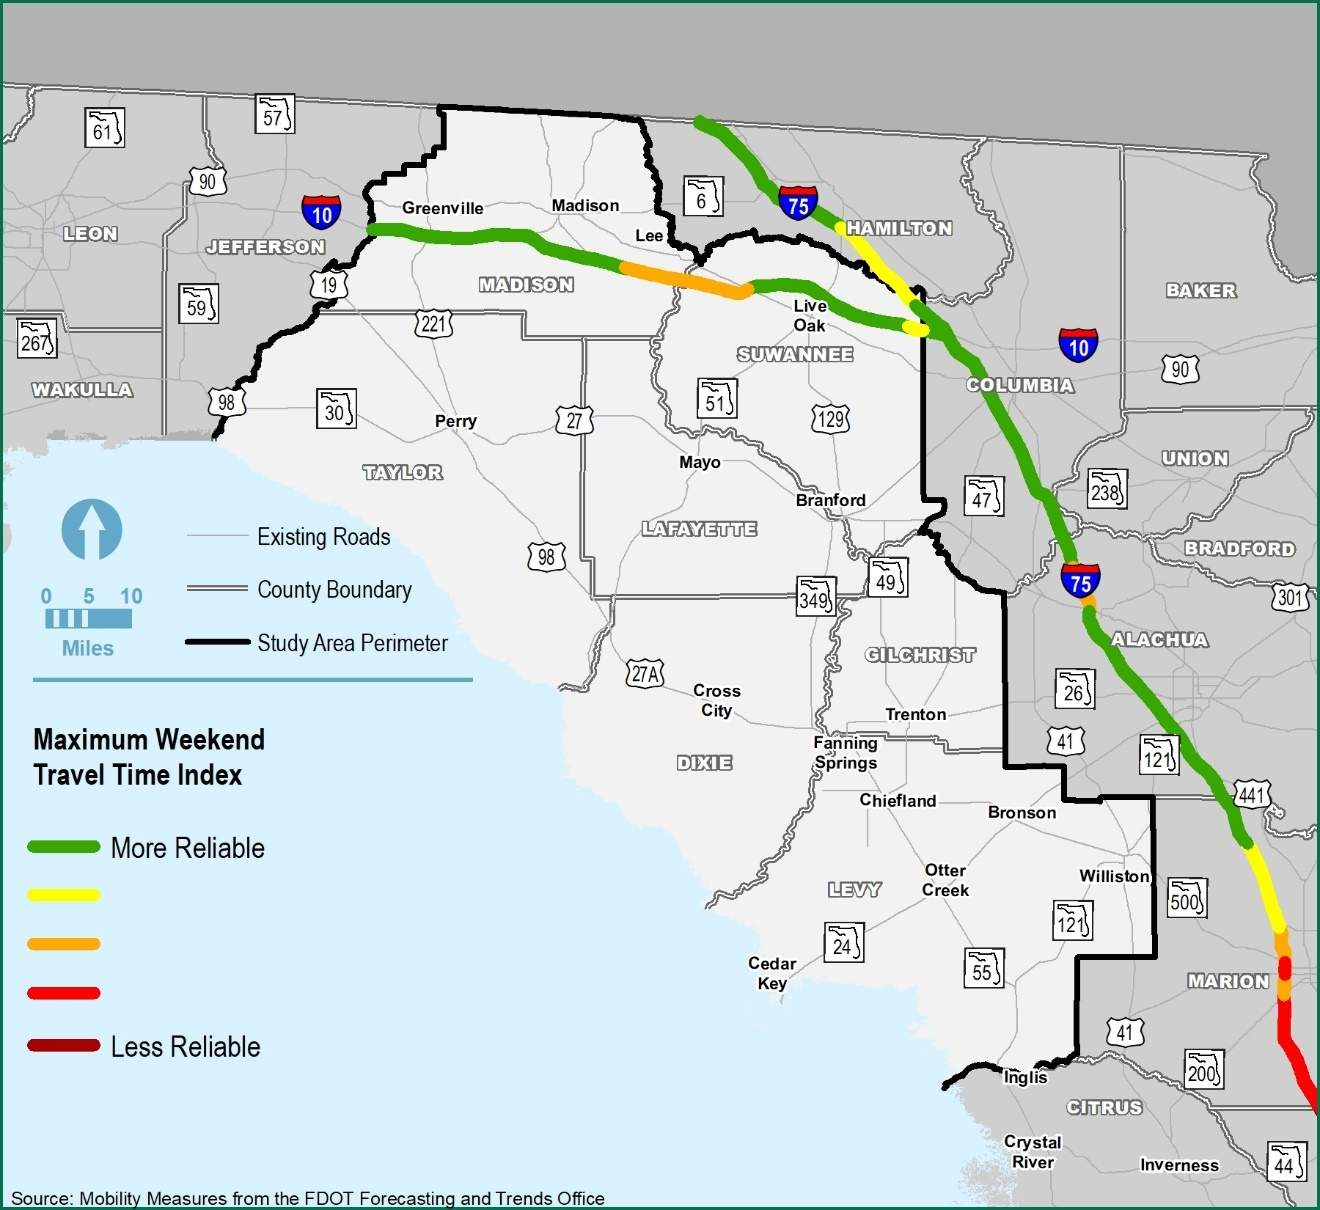 57
61
90
6
10
75
Greenville
Madison
LEON
JEFFERSON
Lee
HAMILTON
19
MADISON
BAKER
59
Live
Oak
221
267
10
SUWANNEE
90
WAKULLA
COLUMBIA
98
30
51
27
129
Perry
Mayo
UNION
TAYLOR
47
238
Branford
LAFAYETTE
BRADFORD
98
49
75
349
301
ALACHUA
GILCHRIST
27A
26
Cross
City
Trenton
41
121
Fanning
Springs
DIXIE
441
Chiefland
Bronson
Otter
Creek
Williston
LEVY
500
121
24
55
Cedar
Key
MARION
41
200
Inglis
CITRUS
Crystal
River
Inverness
44
Existing Roads
0 5 10
Miles
County Boundary
Study Area Perimeter
Maximum Weekend
Travel Time Index
More Reliable
Less Reliable
Source: Mobility Measures from the FDOT Forecasting and Trends Office